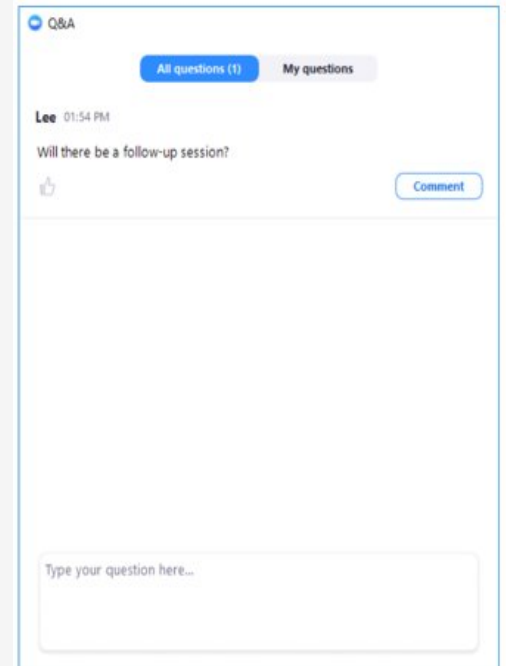 Q&A
All questions (1) My questions
Lee 01:54 PM
Will there be a follow-up session?
Comment
Type your question here...